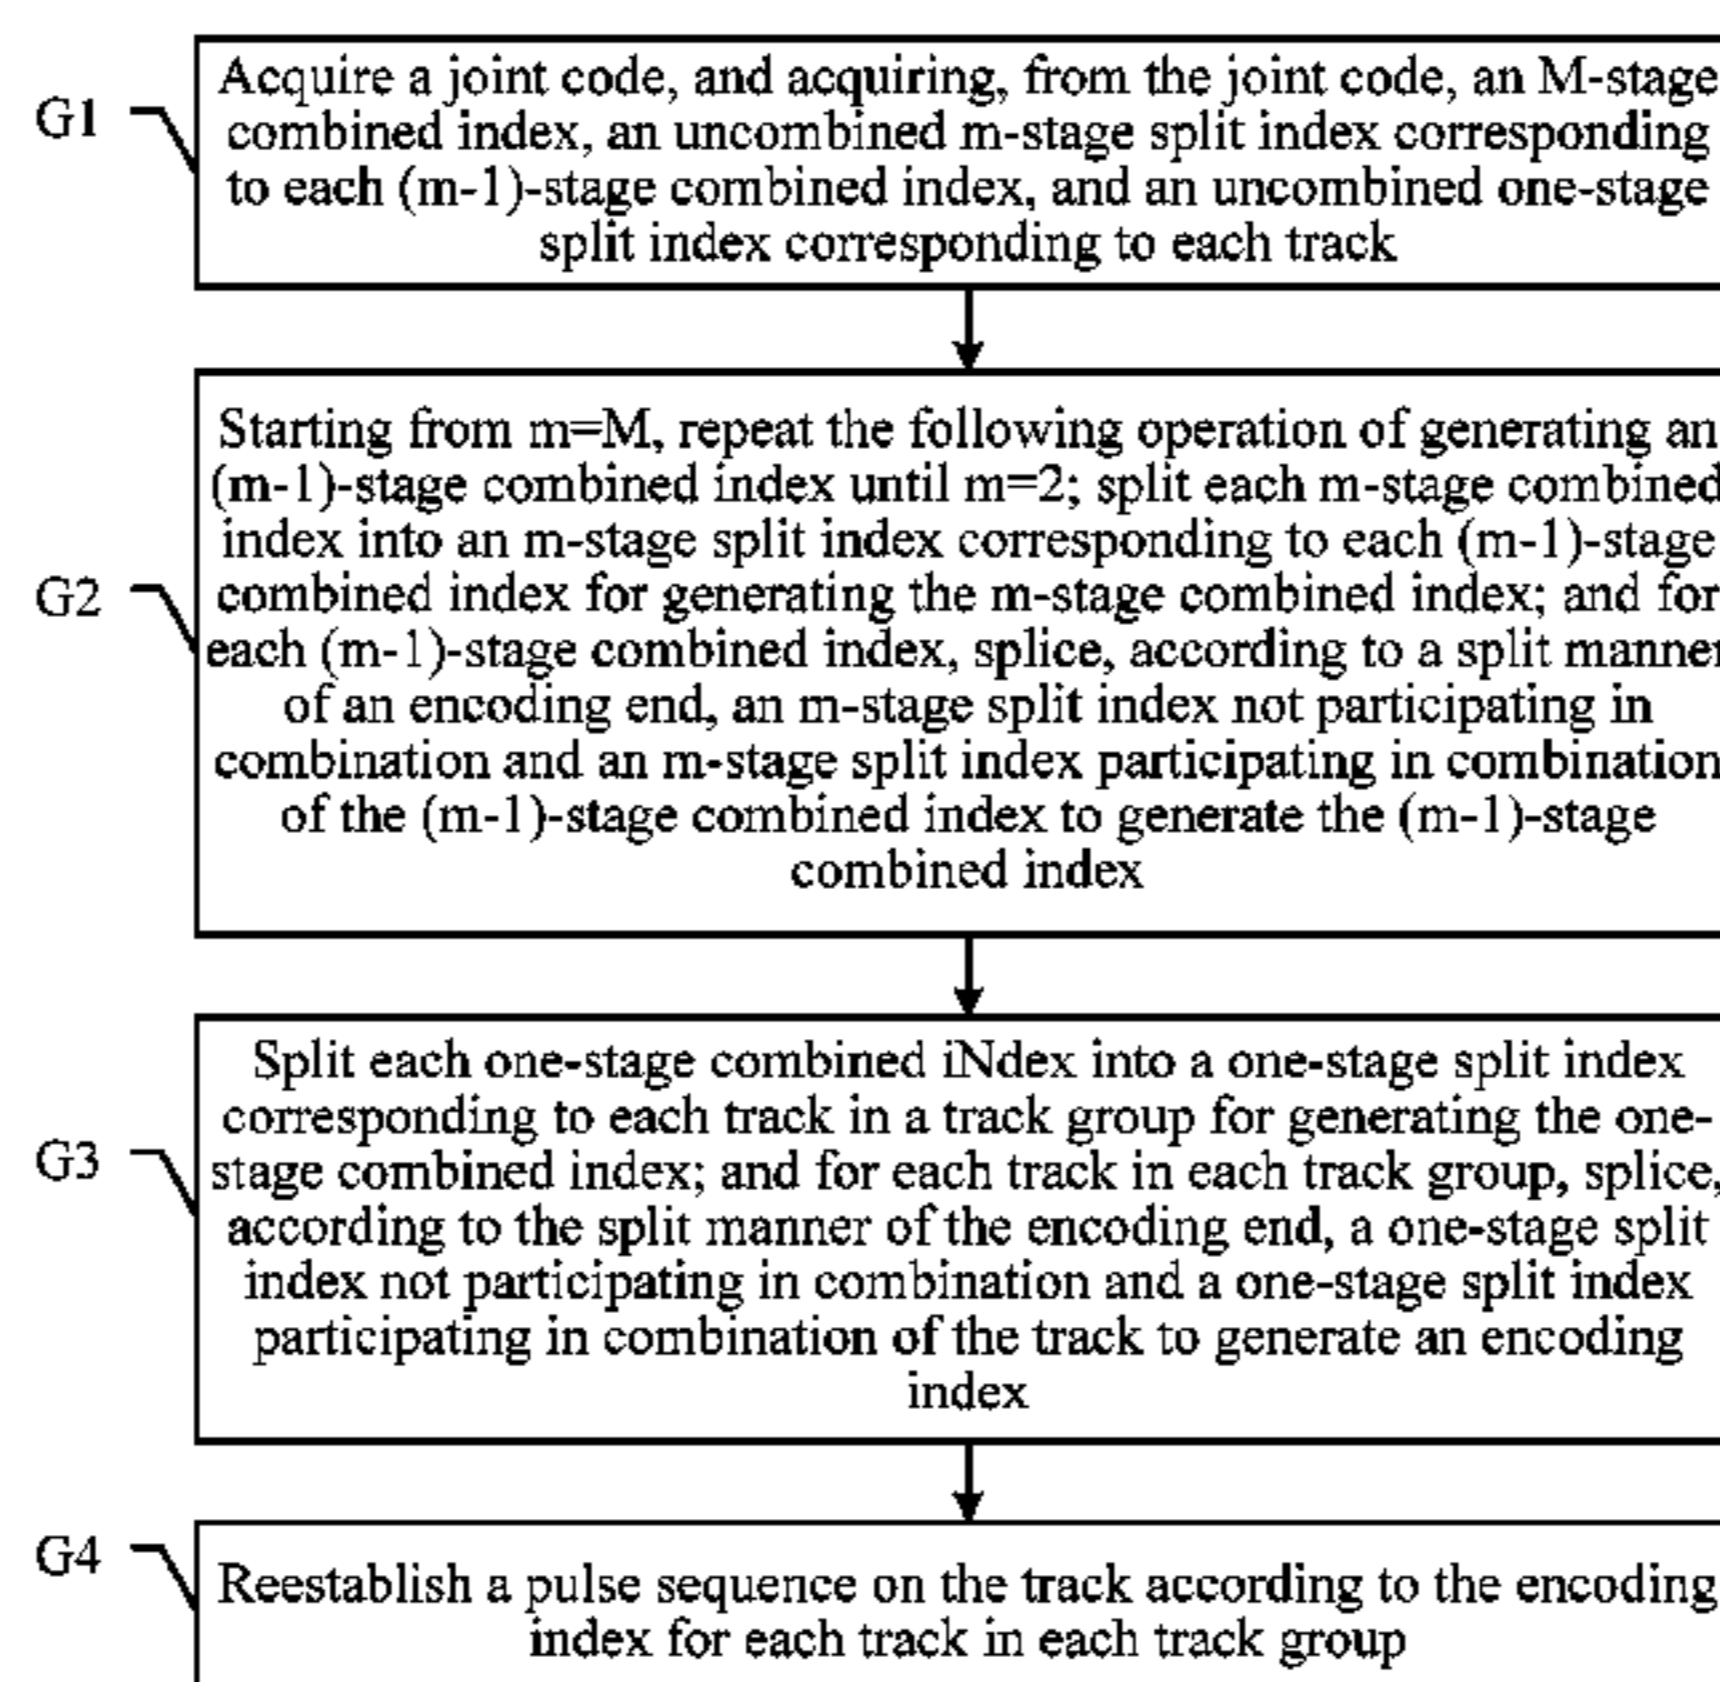 G1
Acquire a joint code, and acquiring, from the joint code, an M-stage
combined index, an uncombined m-stage split index corresponding
to each (m-1)-stage combined index, and an uncombined one-stage
split index corresponding to each track
G2
Starting from m=M, repeat the following operation of generating an
(m-1)-stage combined index until m=2; split each m-stage combined
index into an m-stage split index corresponding to each (m-1)-stage
combined index for generating the m-stage combined index; and for
each (m-1)-stage combined index, splice, according to a split manner
of an encoding end, an m-stage split index not participating in
combination and an m-stage split index participating in combination
of the (m-1)-stage combined index to generate the (m-1)-stage
combined index
G3
Split each one-stage combined iNdex into a one-stage split index
corresponding to each track in a track group for generating the one-
stage combined index; and for each track in each track group, splice,
according to the split manner of the encoding end, a one-stage split
index not participating in combination and a one-stage split index
participating in combination of the track to generate an encoding
index
G4
Reestablish a pulse sequence on the track according to the encoding
index for each track in each track group